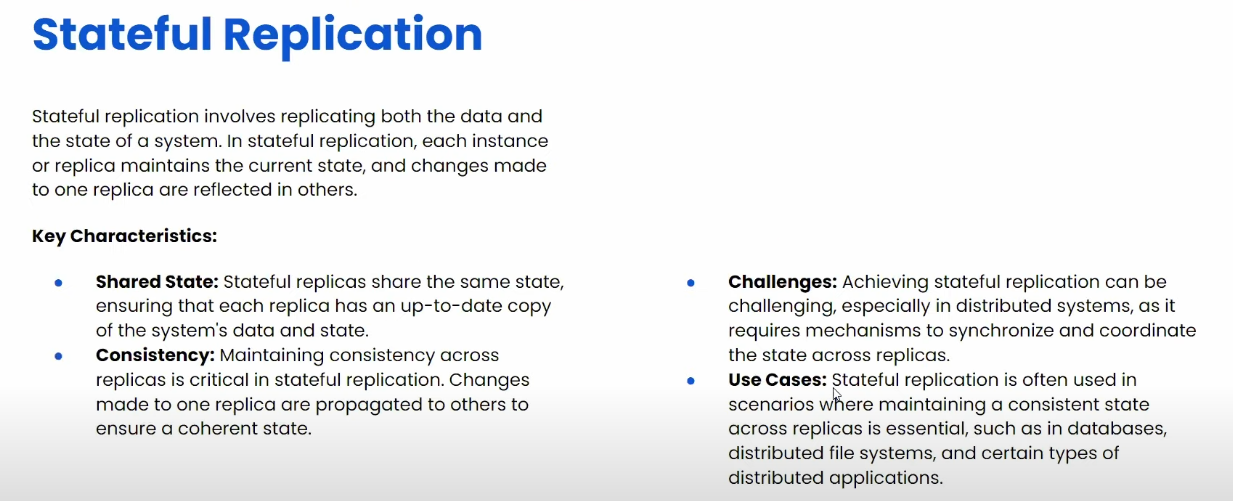 Stateful Replication
Stateful replication involves replicating both the data and
the state of a system. In stateful replication, each instance
or replica maintains the current state, and changes made
to one replica are reflected in others.
Key Characteristics:
Shared State: Stateful replicas share the same state,
ensuring that each replica has an up-to-date copy
of the system's data and state.
Consistency: Maintaining consistency across
replicas is critical in stateful replication. Changes
made to one replica are propagated to others to
ensure a coherent state.
Challenges: Achieving stateful replication can be
challenging, especially in distributed systems, as it
requires mechanisms to synchronize and coordinate
the state across replicas.
Use Cases: Stateful replication is often used in
scenarios where maintaining a consistent state
across replicas is essential, such as in databases,
distributed file systems, and certain types of
distributed applications.